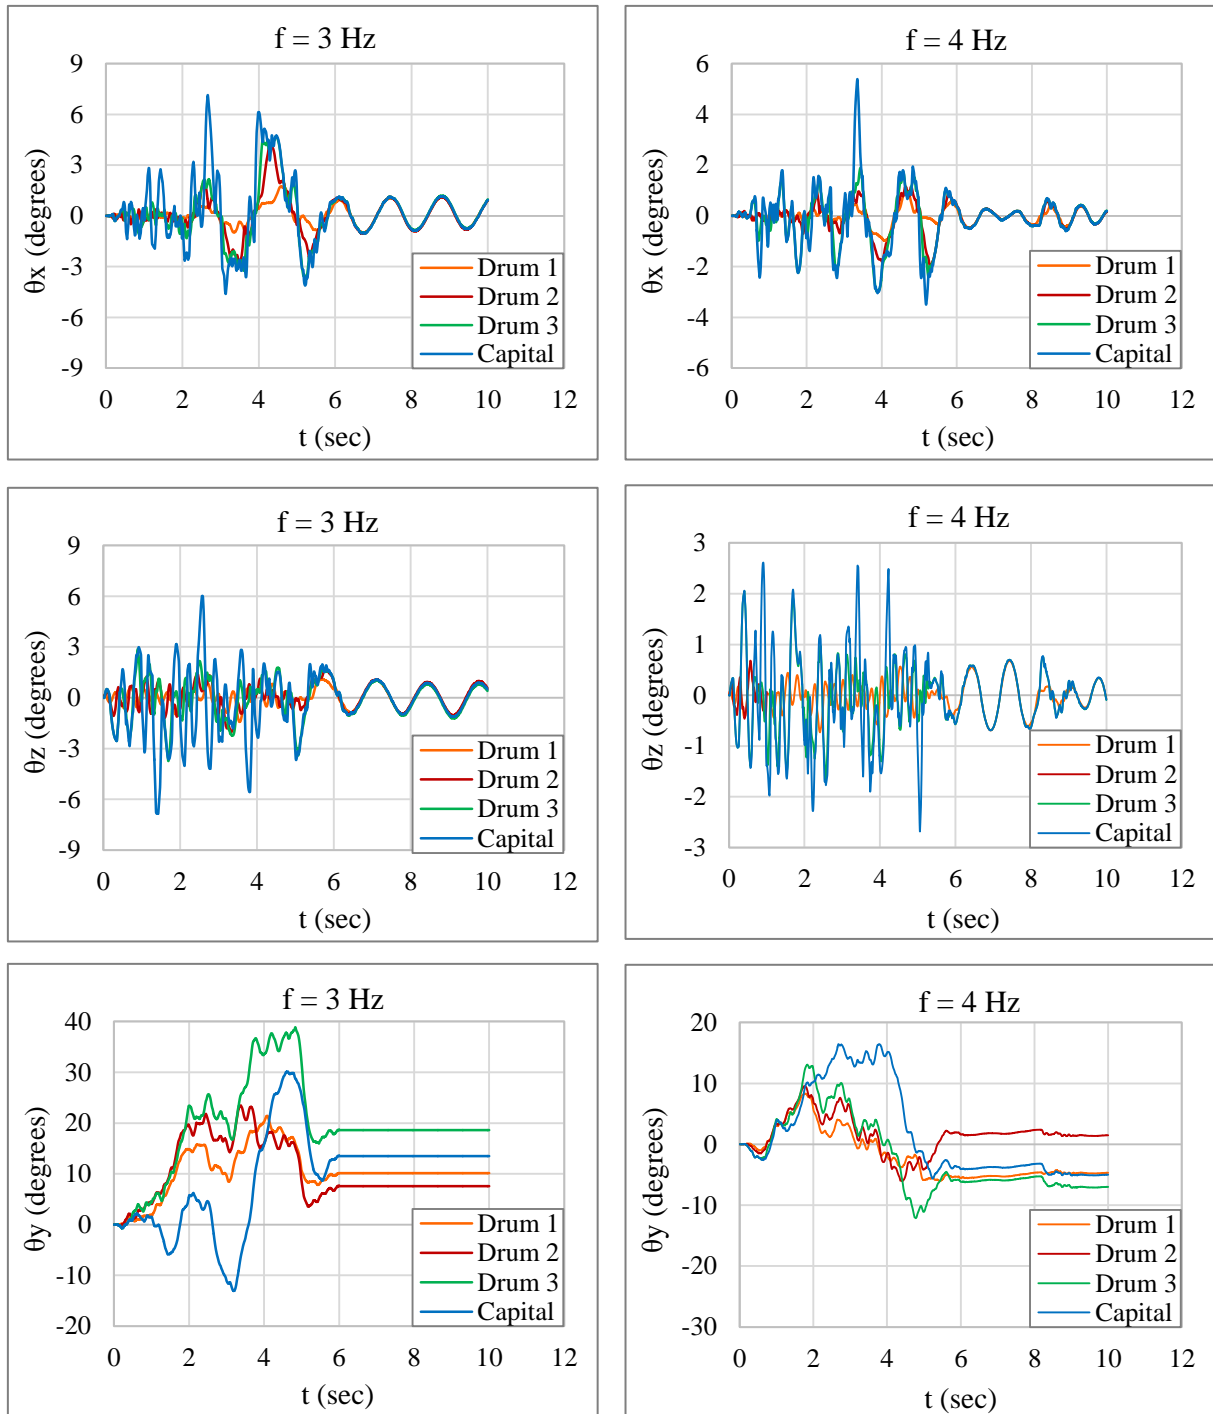 f = 3 Hz
θx (degrees)
9
6
3
0
-3
-6
-9
Drum 1
Drum 2
Drum 3
Capital
0 2 4 6 8 10 12
t (sec)
f = 4 Hz
θx (degrees)
6
4
2
0
-2
-4
-6
Drum 1
Drum 2
Drum 3
Capital
0 2 4 6 8 10 12
t (sec)
f = 3 Hz
θz (degrees)
9
6
3
0
-3
-6
-9
Drum 1
Drum 2
Drum 3
Capital
0 2 4 6 8 10 12
t (sec)
f = 4 Hz
θz (degrees)
3
2
1
0
-1
-2
-3
Drum 1
Drum 2
Drum 3
Capital
0 2 4 6 8 10 12
t (sec)
f = 3 Hz
θy (degrees)
40
30
20
10
0
-10
-20
Drum 1
Drum 2
Drum 3
Capital
0 2 4 6 8 10 12
t (sec)
f = 4 Hz
θy (degrees)
20
10
0
-10
-20
-30
Drum 1
Drum 2
Drum 3
Capital
0 2 4 6 8 10 12
t (sec)